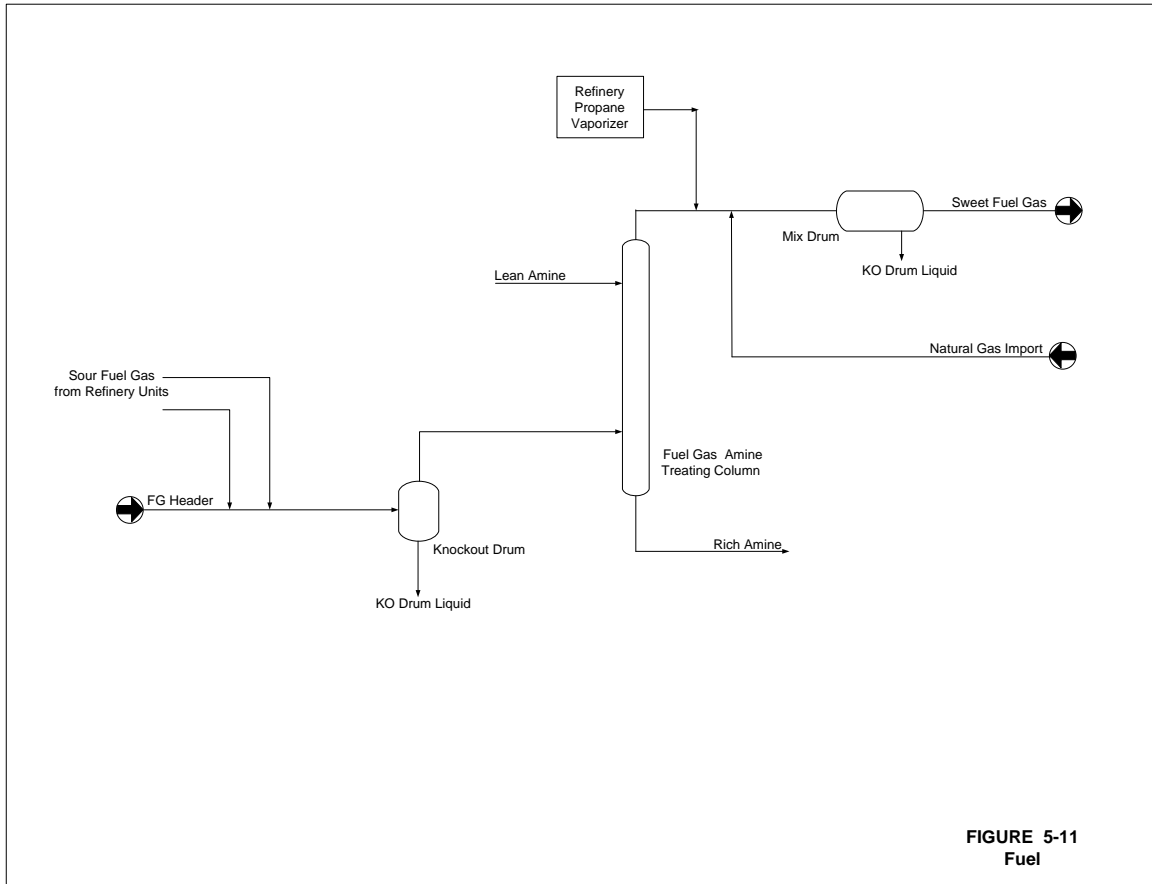 Refinery
Propane
Vaporizer
Sweet Fuel Gas
Mix Drum
KO Drum Liquid
Lean Amine
Natural Gas Import
Sour Fuel Gas
from Refinery Units
Fuel Gas Amine
Treating Column
FG Header
Knockout Drum
Rich Amine
KO Drum Liquid
FIGURE 5-11
Fuel